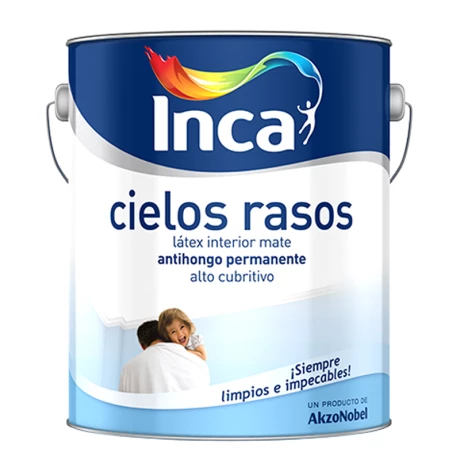 Inca
cielos rasos
látex interior mate
antihongo permanente
alto cubritivo
¡Siempre
limpios e impecables!
UN PRODUCTO DE
AkzoNobel